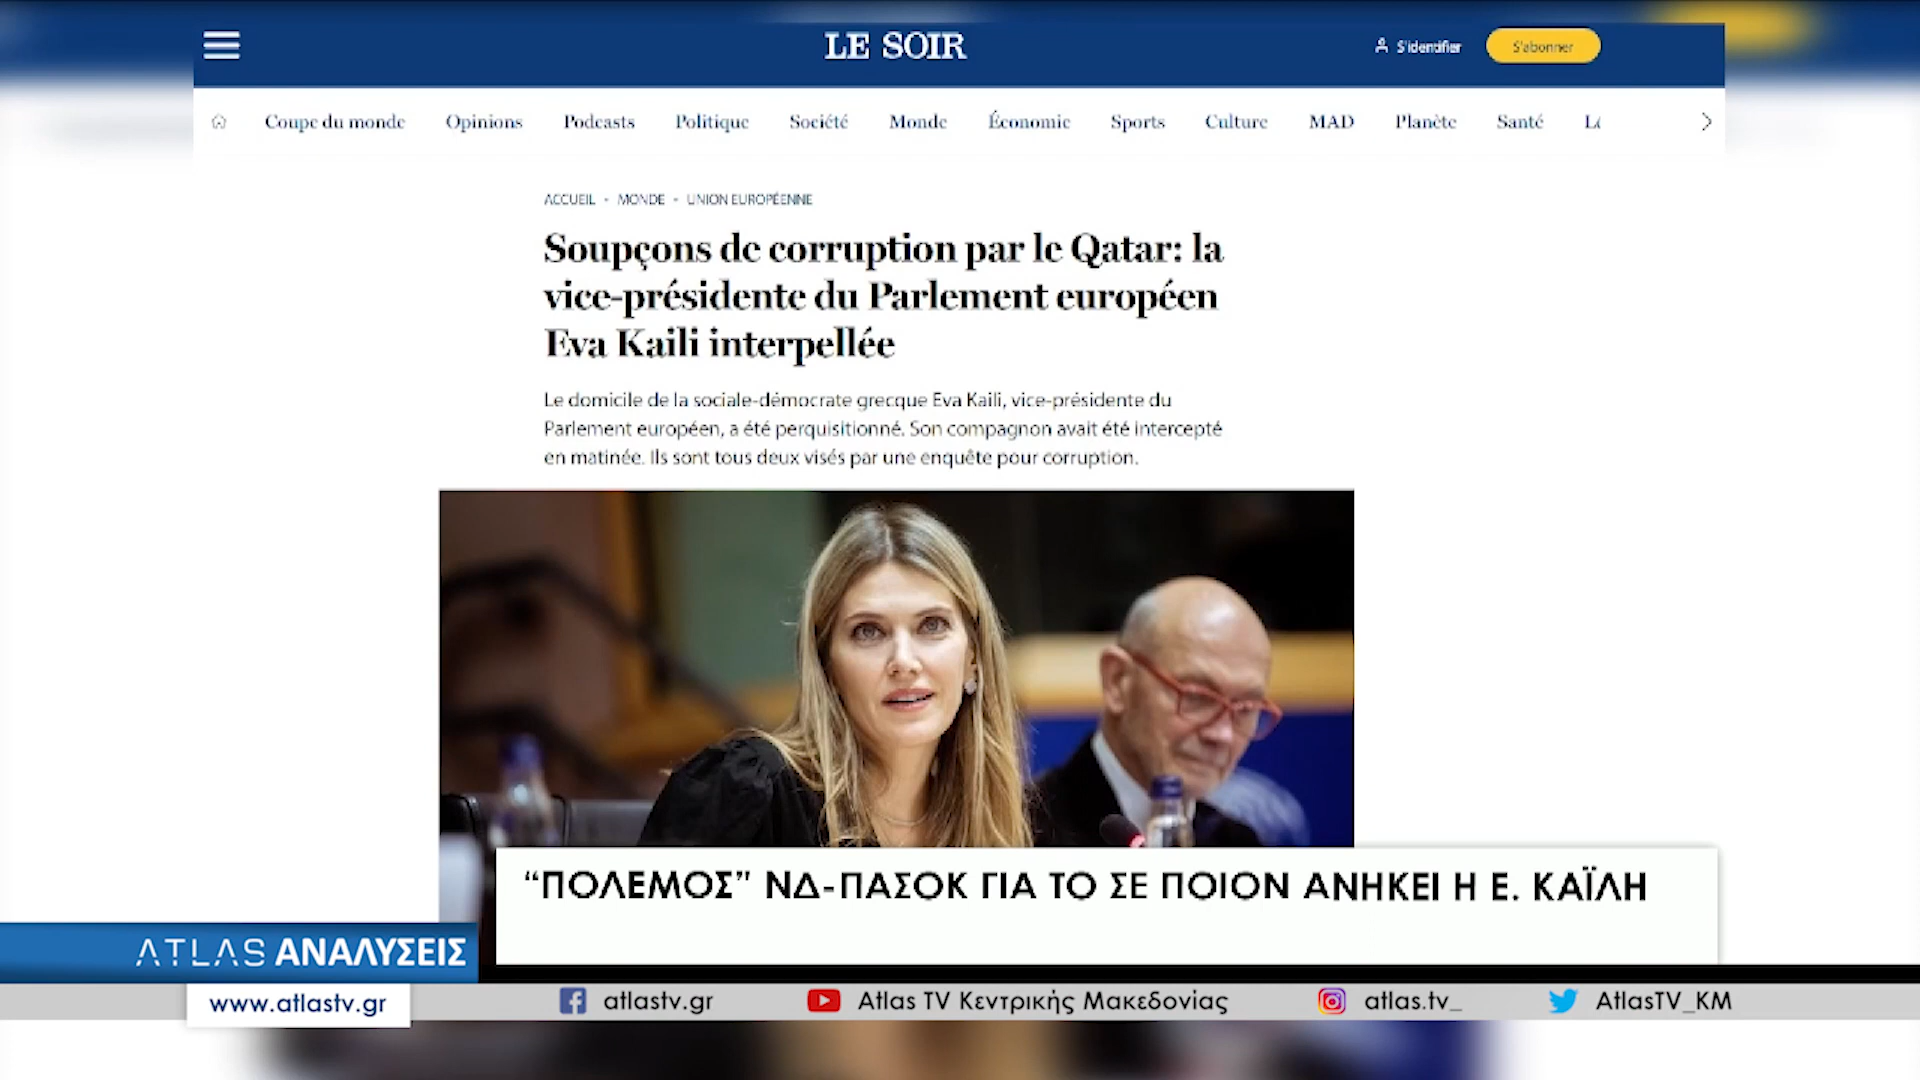 LE SOIR
S'identifier
S'abonner
Coupe du monde Opinions Podcasts Politique Société Monde Économie Sports Culture MAD Planète Santé
ACCUEIL - MONDE - UNION EUROPÉENNE
Soupçons de corruption par le Qatar: la
vice-présidente du Parlement européen
Eva Kaili interpellée
Le domicile de la sociale-démocrate grecque Eva Kaili, vice-présidente du
Parlement européen, a été perquisitionné. Son compagnon avait été intercepté
en matinée. Ils sont tous deux visés par une enquête pour corruption.
“ΠΟΛΕΜΟΣ” ΝΔ-ΠΑΣΟΚ ΓΙΑ ΤΟ ΣΕ ΠΟΙΟΝ ΑΝΗΚΕΙ Η Ε. ΚΑΪΛΗ
ATLAS ΑΝΑΛΥΣΕΙΣ
www.atlastv.gr
atlastv.gr
Atlas TV Κεντρικής Μακεδονίας
atlas.tv_
AtlasTV_KM